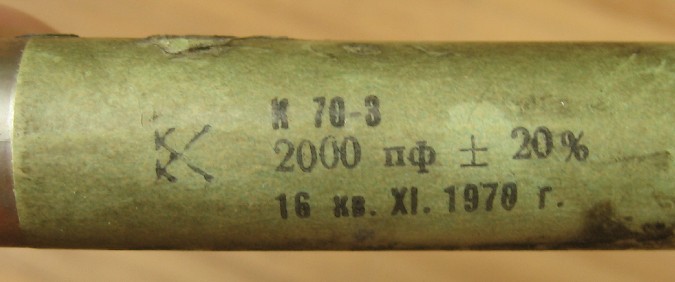 К 70-3
2000 пф ± 20%
16 кв. XI. 1970 г.